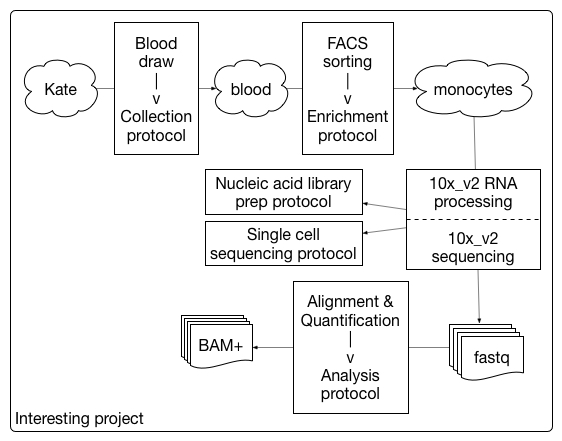 Kate
Blood
draw
|
v
Collection
protocol
blood
FACS
sorting
|
v
Enrichment
protocol
monocytes
Nucleic acid library
prep protocol
10x_v2 RNA
processing
Single cell
sequencing protocol
10x_v2
sequencing
Alignment &
Quantification
|
v
Analysis
protocol
BAM+
fastq
Interesting project